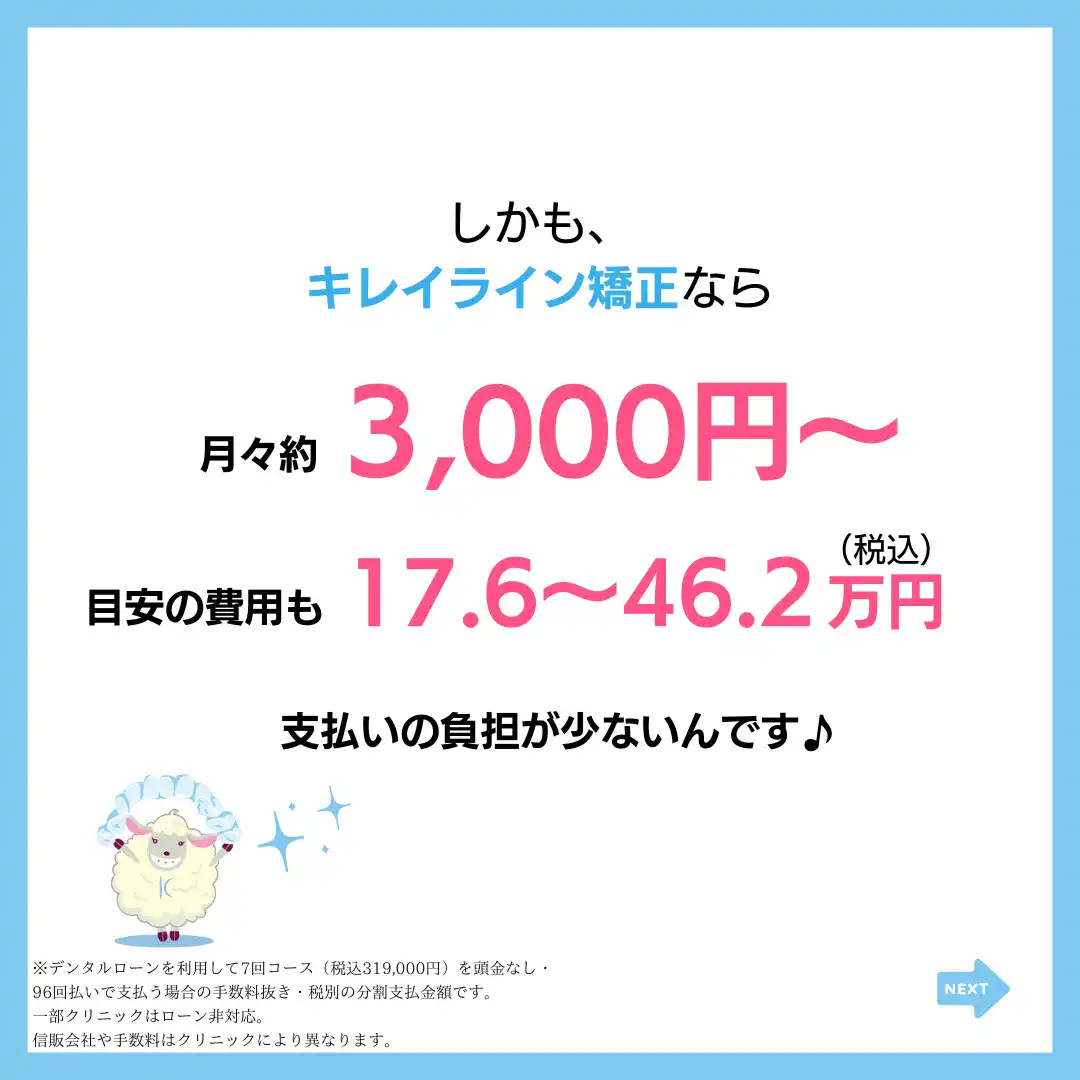 しかも、
キレイライン矯正なら
月々約 3,000円〜
目安の費用も 17.6〜46.2万円(税込)
支払いの負担が少ないんです♪
※デンタルローンを利用して7回コース（税込319,000円）を頭金なし・
96回払いで支払う場合の手数料抜き・税別の分割支払金額です。
一部クリニックはローン非対応。
信販会社や手数料はクリニックにより異なります。
NEXT